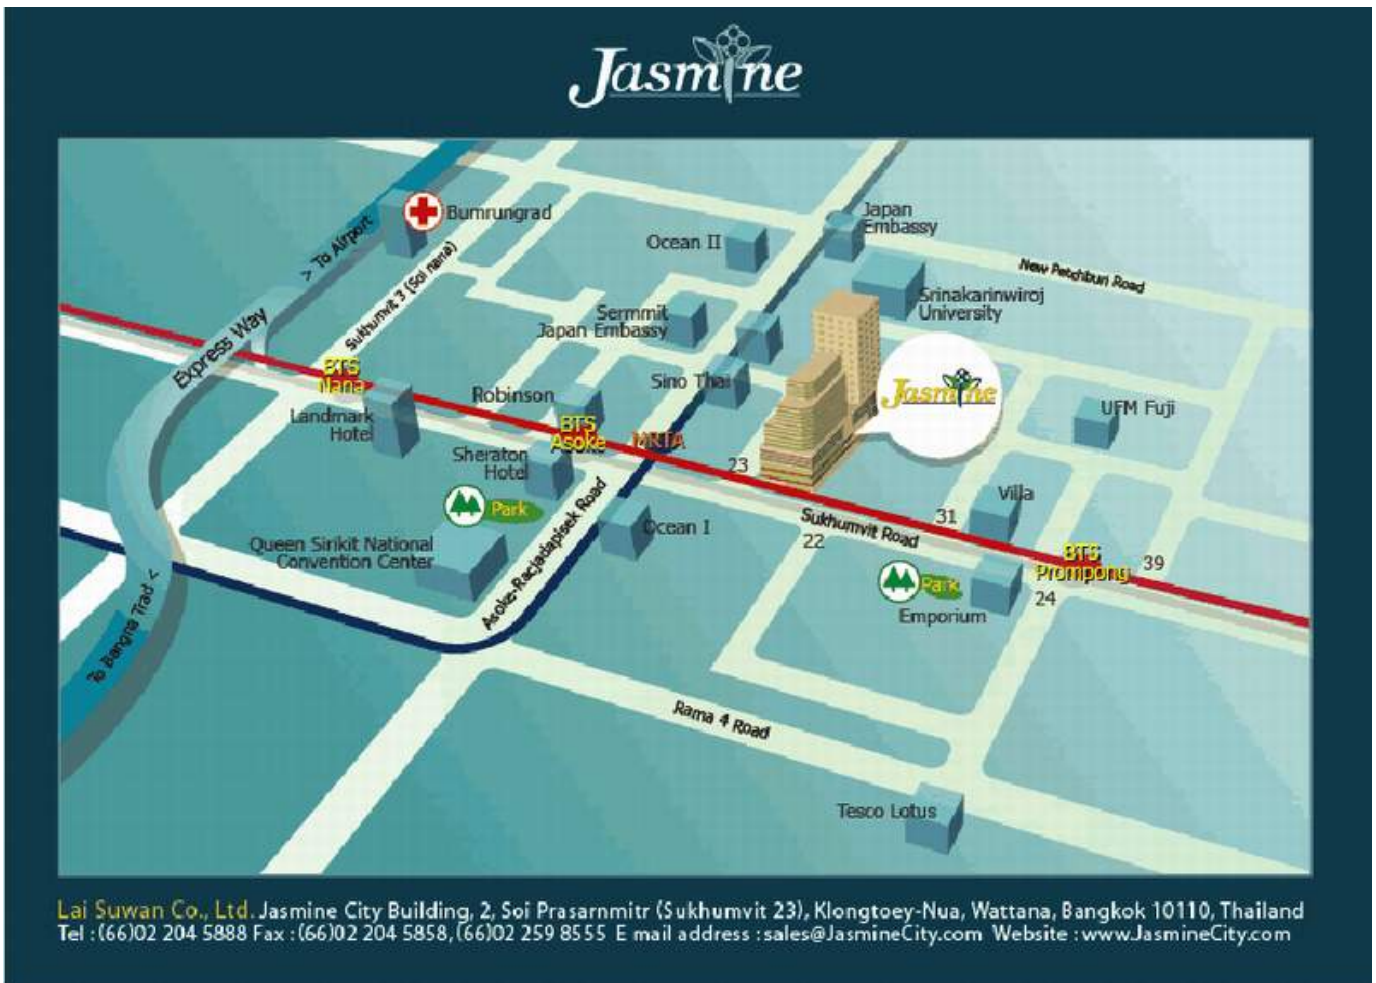 Jasmine
Bumrungrad
> To Airport
Sukhumvit 3 (Soi nana)
Express Way
Ocean II
Japan
Embassy
New Petchburi Road
Srinakarinwiroj
University
Sermmit
Japan Embassy
BTS
Nana
Landmark
Hotel
Robinson
Sino Thai
Jasmine
UFM Fuji
BTS
Asoke
MRTA
23
Sheraton
Hotel
Park
Asoke-Racjadapisek Road
Ocean I
Queen Sirikit National
Convention Center
Villa
31
Sukhumvit Road
22
BTS
Prompong
39
24
Park
Emporium
To Bangna Trad <
Rama 4 Road
Tesco Lotus
Lai Suwan Co., Ltd. Jasmine City Building, 2, Soi Prasarnmitr (Sukhumvit 23), Klongtoey-Nua, Wattana, Bangkok 10110, Thailand
Tel : (66)02 204 5888 Fax : (66)02 204 5858, (66)02 259 8555 E mail address : sales@JasmineCity.com Website : www.JasmineCity.com